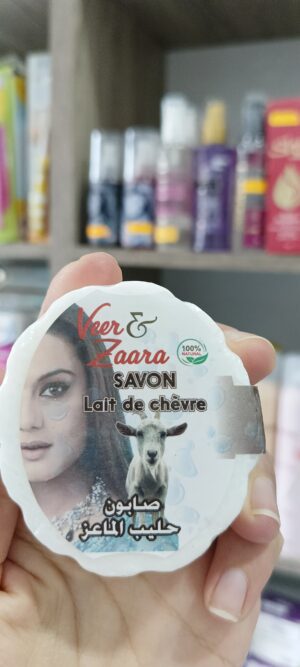 Veer &
Zaara
100%
NATURAL
SAVON
Lait de chèvre
صابون
حليب الماعز